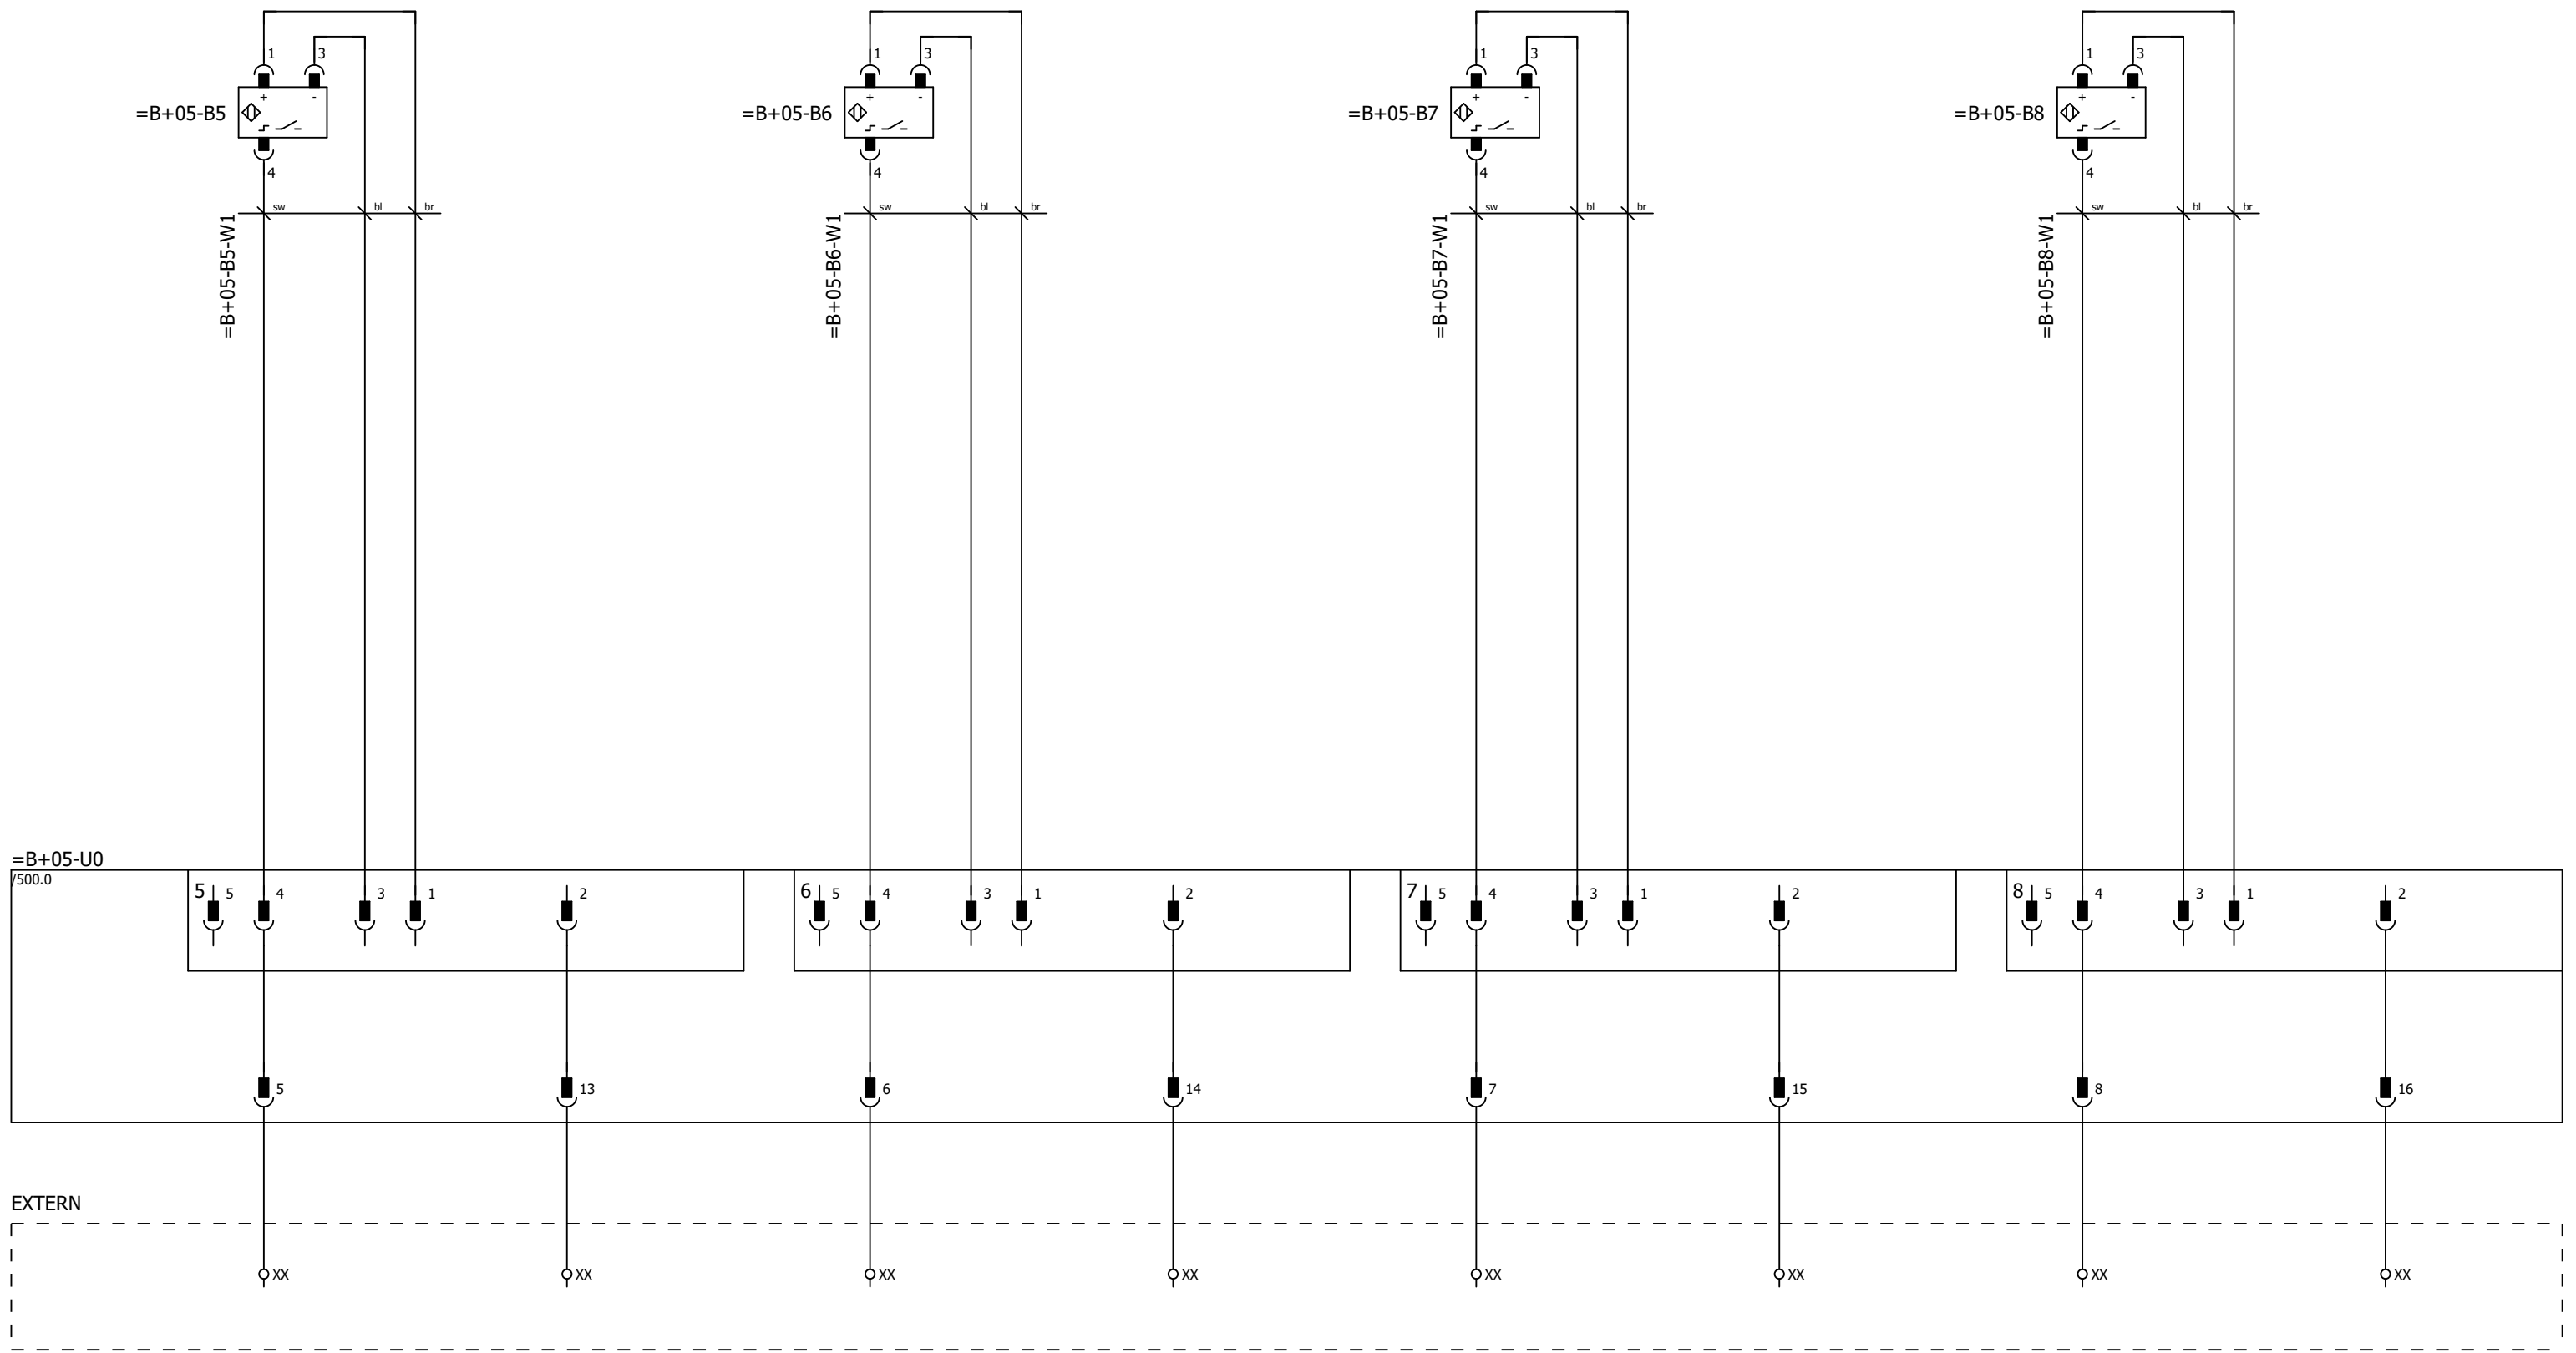 1 3 1 3 1 3 1 3
+ - + - + - + -
=B+05-B5 =B+05-B6 =B+05-B7 =B+05-B8
4 4 4 4
sw bl br sw bl br sw bl br sw bl br
=B+05-B5-W1 =B+05-B6-W1 =B+05-B7-W1 =B+05-B8-W1
=B+05-U0
/500.0
5 5 4 3 1 2 6 5 4 3 1 2 7 5 4 3 1 2 8 5 4 3 1 2
5 13 6 14 7 15 8 16
EXTERN
XX XX XX XX XX XX XX XX